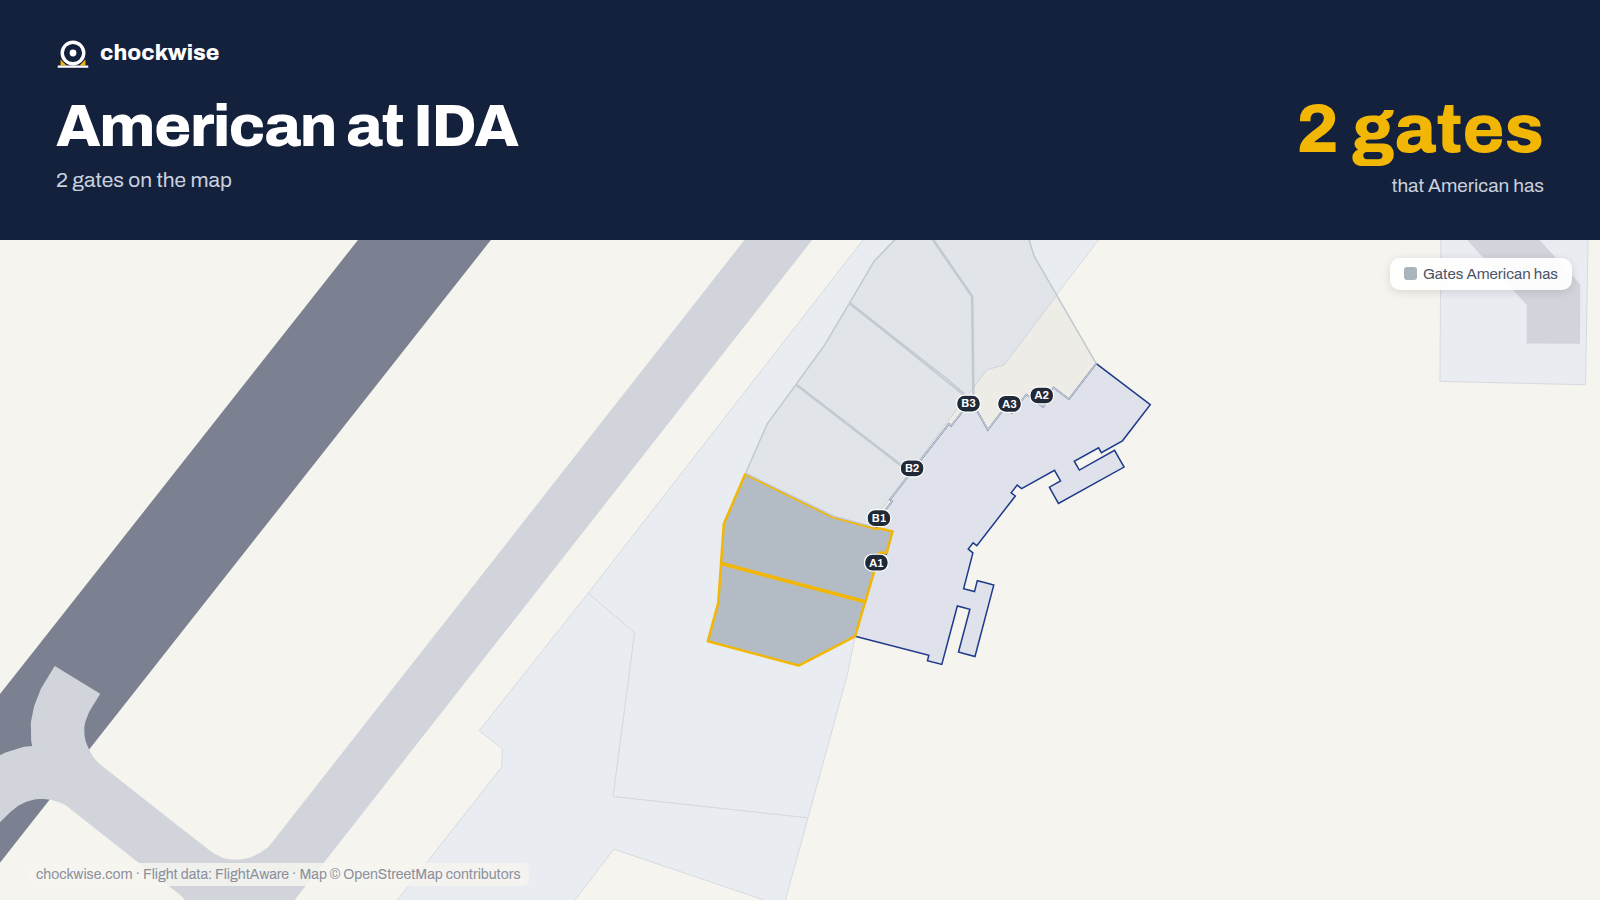 chockwise
American at IDA
2 gates on the map
2 gates
that American has
Gates American has
B3
A3
A2
B2
B1
A1
chockwise.com · Flight data: FlightAware · Map © OpenStreetMap contributors